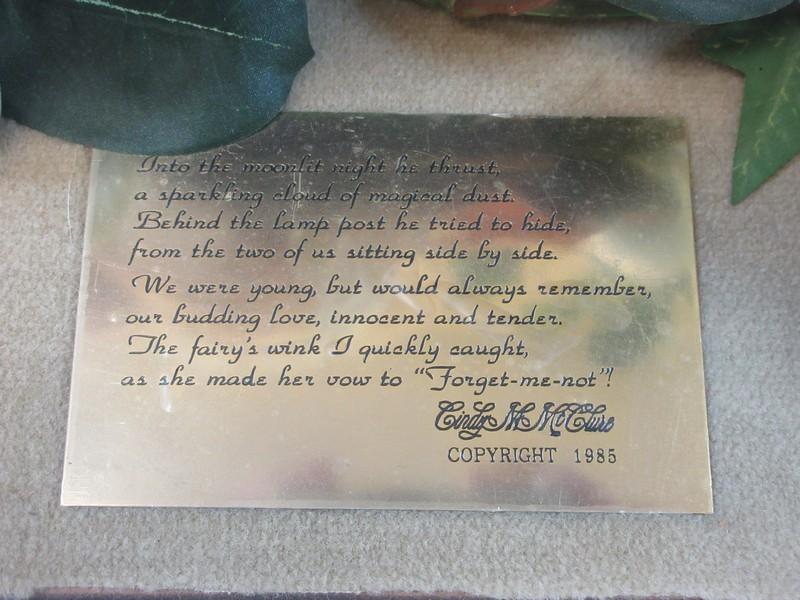 Into the moonlit night he thrust,
a sparkling cloud of magical dust.
Behind the lamp post he tried to hide,
from the two of us sitting side by side.
We were young, but would always remember,
our budding love, innocent and tender.
The fairy's wink I quickly caught,
as she made her vow to “Forget-me-not”!
Cindy M. McClure
COPYRIGHT 1985